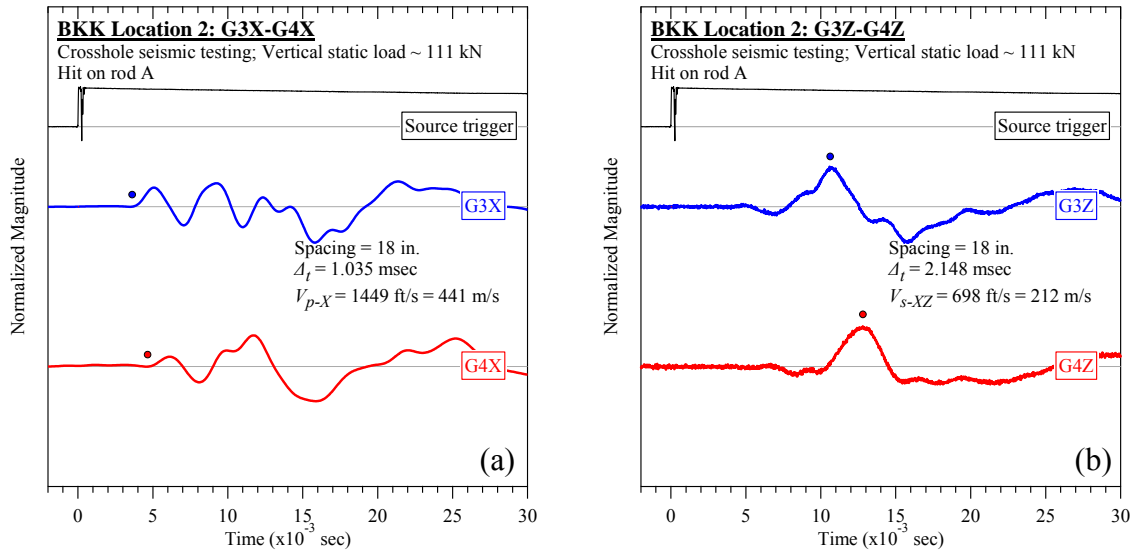 BKK Location 2: G3X-G4X
Crosshole seismic testing; Vertical static load ~ 111 kN
Hit on rod A
Source trigger
G3X
Spacing = 18 in.
Δt = 1.035 msec
Vp-X = 1449 ft/s = 441 m/s
G4X
(a)
Normalized Magnitude
0 5 10 15 20 25 30
Time (x10-3 sec)
BKK Location 2: G3Z-G4Z
Crosshole seismic testing; Vertical static load ~ 111 kN
Hit on rod A
Source trigger
G3Z
Spacing = 18 in.
Δt = 2.148 msec
Vs-XZ = 698 ft/s = 212 m/s
G4Z
(b)
Normalized Magnitude
0 5 10 15 20 25 30
Time (x10-3 sec)